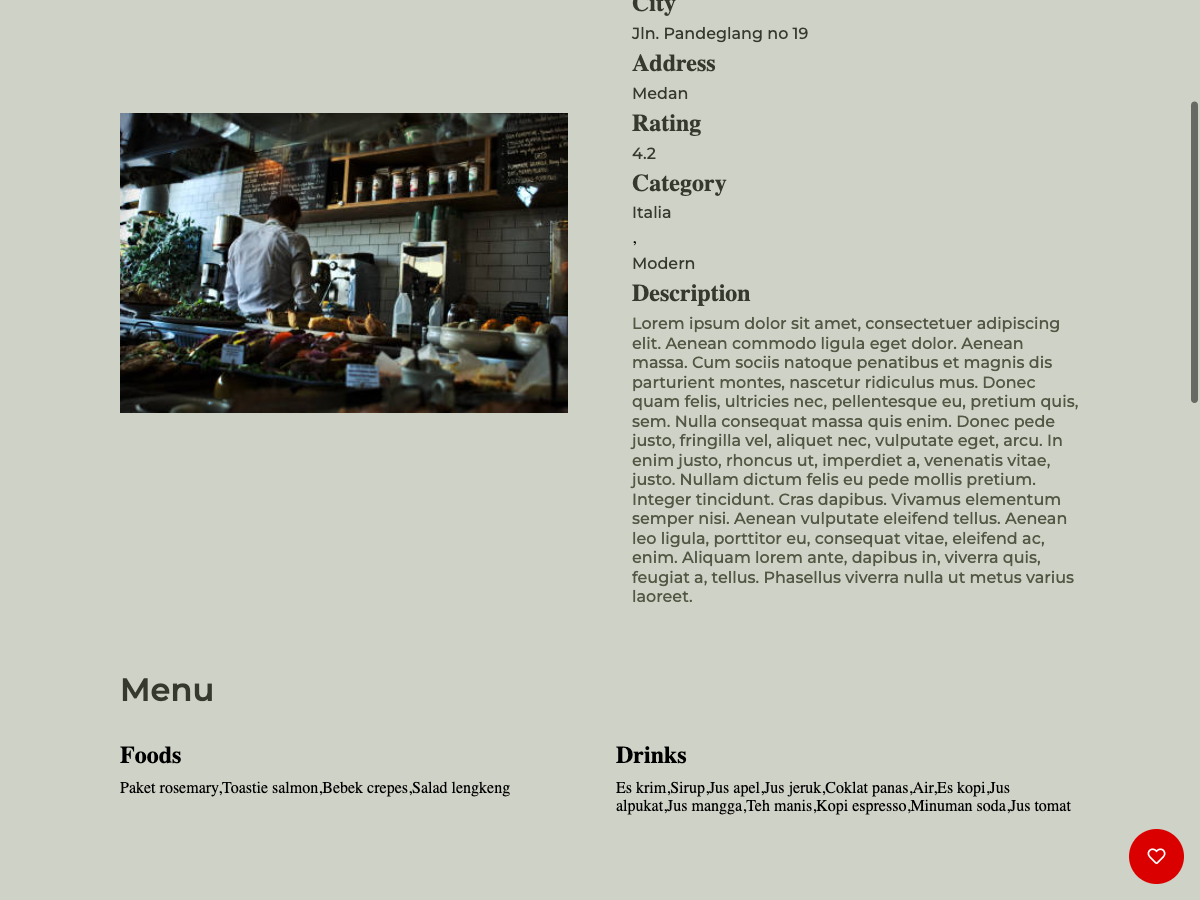 City
Jln. Pandeglang no 19
Address
Medan
Rating
4.2
Category
Italia
,
Modern
Description
Lorem ipsum dolor sit amet, consectetuer adipiscing
elit. Aenean commodo ligula eget dolor. Aenean
massa. Cum sociis natoque penatibus et magnis dis
parturient montes, nascetur ridiculus mus. Donec
quam felis, ultricies nec, pellentesque eu, pretium quis,
sem. Nulla consequat massa quis enim. Donec pede
justo, fringilla vel, aliquet nec, vulputate eget, arcu. In
enim justo, rhoncus ut, imperdiet a, venenatis vitae,
justo. Nullam dictum felis eu pede mollis pretium.
Integer tincidunt. Cras dapibus. Vivamus elementum
semper nisi. Aenean vulputate eleifend tellus. Aenean
leo ligula, porttitor eu, consequat vitae, eleifend ac,
enim. Aliquam lorem ante, dapibus in, viverra quis,
feugiat a, tellus. Phasellus viverra nulla ut metus varius
laoreet.
Menu
Foods
Paket rosemary,Toastie salmon,Bebek crepes,Salad lengkeng
Drinks
Es krim,Sirup,Jus apel,Jus jeruk,Coklat panas,Air,Es kopi,Jus
alpukat,Jus mangga,Teh manis,Kopi espresso,Minuman soda,Jus tomat